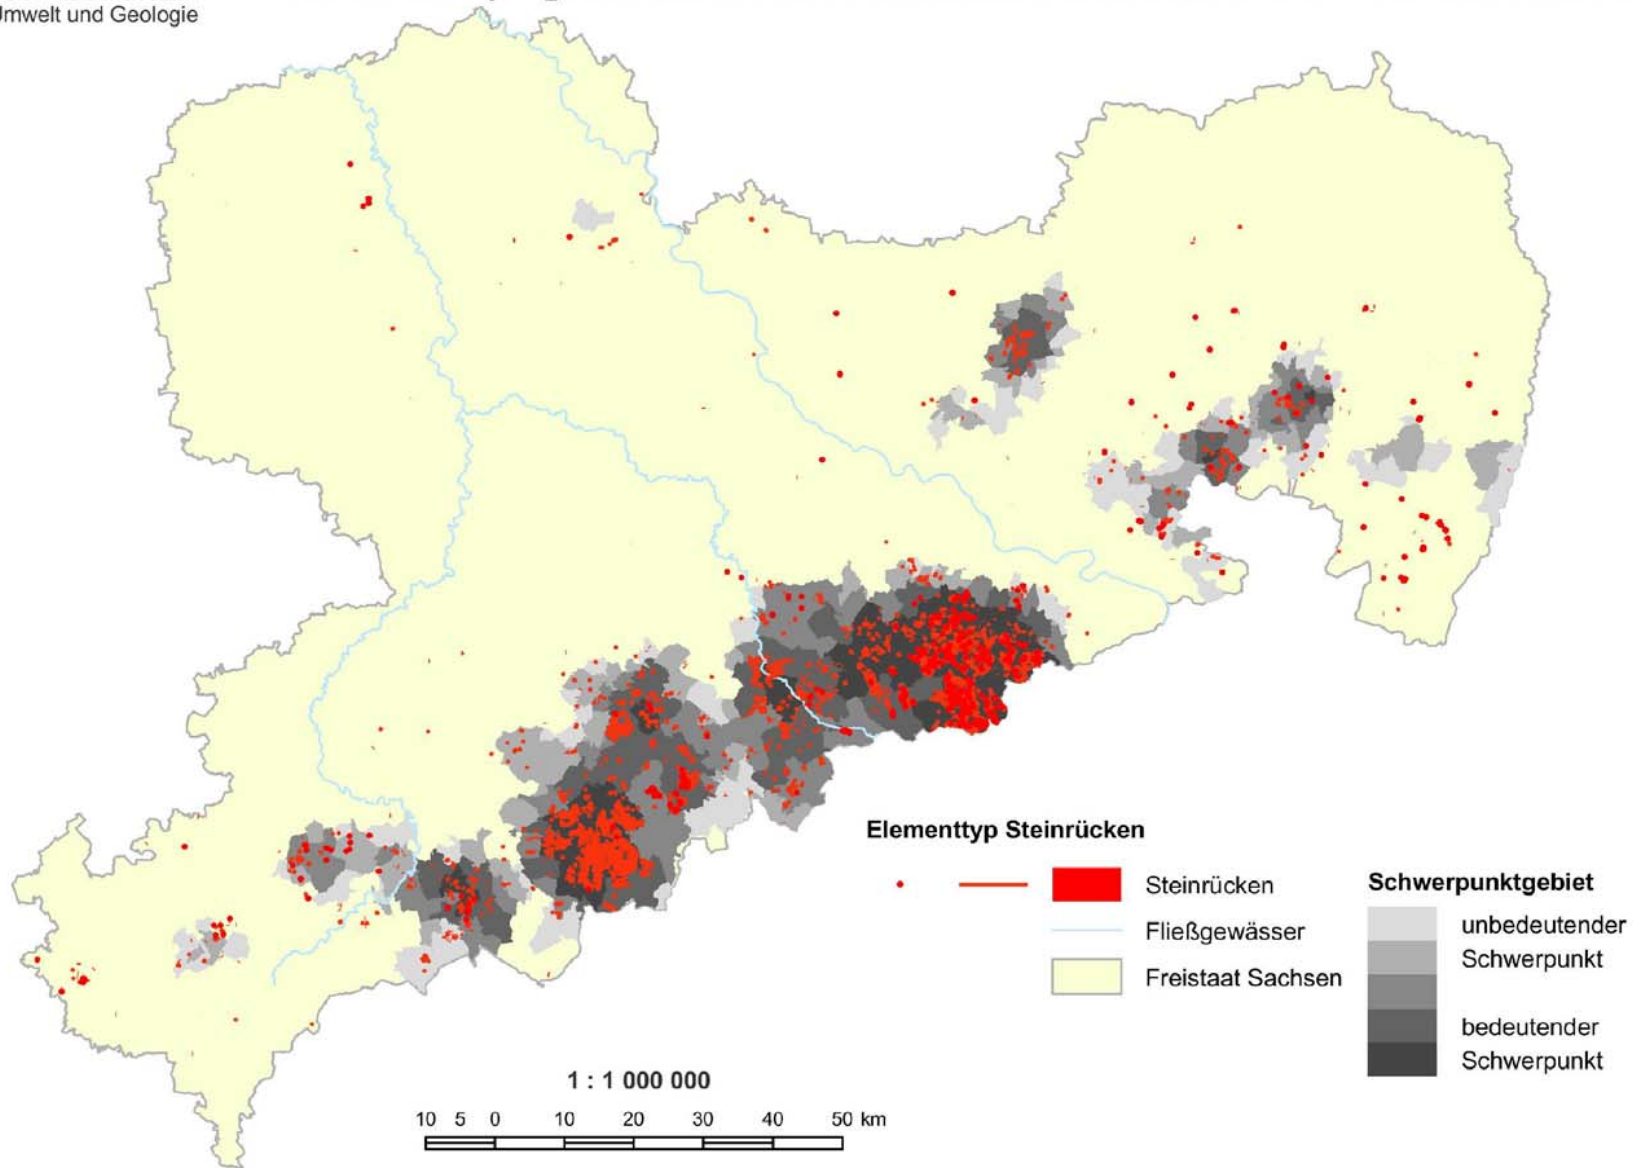 Umwelt und Geologie
Elementtyp Steinrücken
Steinrücken
Fließgewässer
Freistaat Sachsen
Schwerpunktgebiet
unbedeutender
Schwerpunkt
bedeutender
Schwerpunkt
1 : 1 000 000
10 5 0 10 20 30 40 50 km